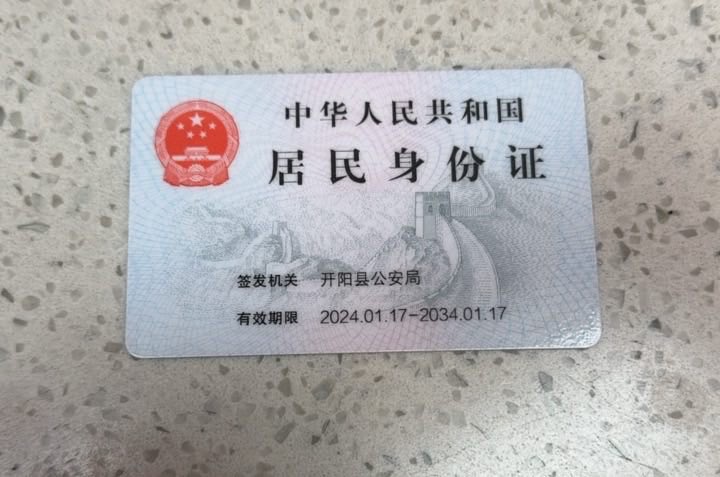 中华人民共和国
居民身份证
签发机关 开阳县公安局
有效期限 2024.01.17-2034.01.17